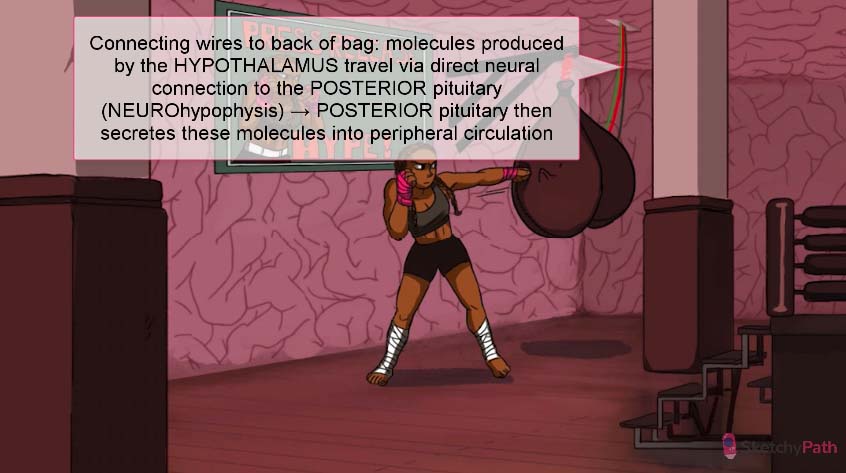 Connecting wires to back of bag: molecules produced
by the HYPOTHALAMUS travel via direct neural
connection to the POSTERIOR pituitary
(NEUROhypophysis) → POSTERIOR pituitary then
secretes these molecules into peripheral circulation
HYPE!
SketchyPath